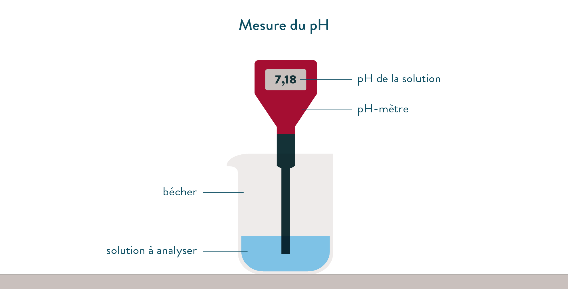 Mesure du pH
7,18
pH de la solution
pH-mètre
bécher
solution à analyser